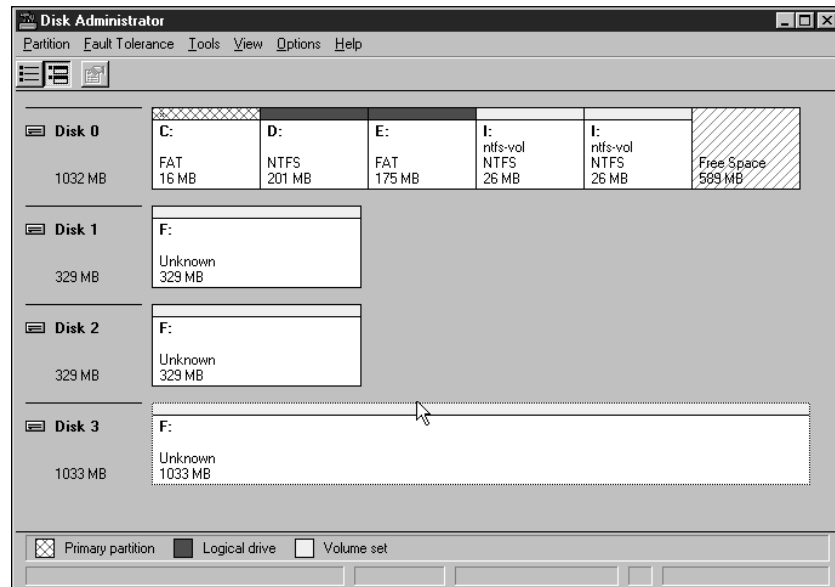 Disk Administrator
Partition Fault Tolerance Tools View Options Help
Disk 0
1032 MB
C:
FAT
16 MB
D:
NTFS
201 MB
E:
FAT
175 MB
I:
ntfs-vol
NTFS
26 MB
I:
ntfs-vol
NTFS
26 MB
Free Space
589 MB
Disk 1
329 MB
F:
Unknown
329 MB
Disk 2
329 MB
F:
Unknown
329 MB
Disk 3
1033 MB
F:
Unknown
1033 MB
Primary partition Logical drive Volume set